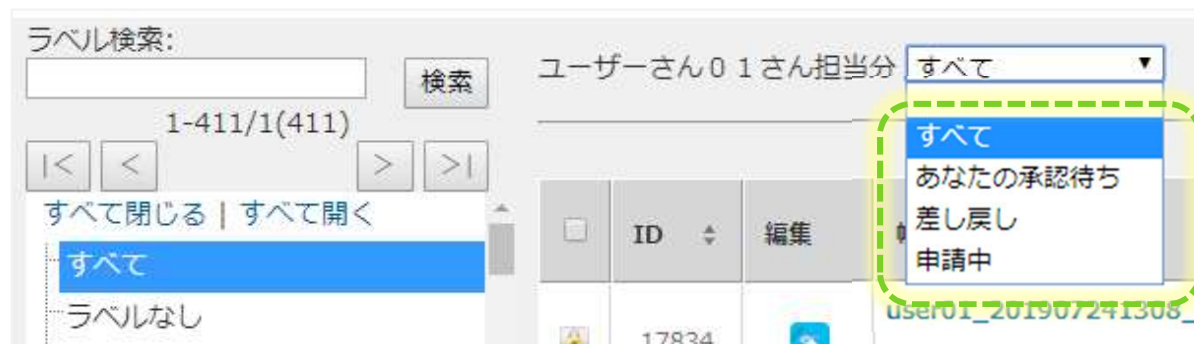 ラベル検索:
検索
1-411/1(411)
|< < > >|
すべて閉じる | すべて開く
すべて
ラベルなし
ユーザーさん01さん担当分 すべて
すべて
あなたの承認待ち
差し戻し
申請中
ID 編集
17834
user01_201907241308_